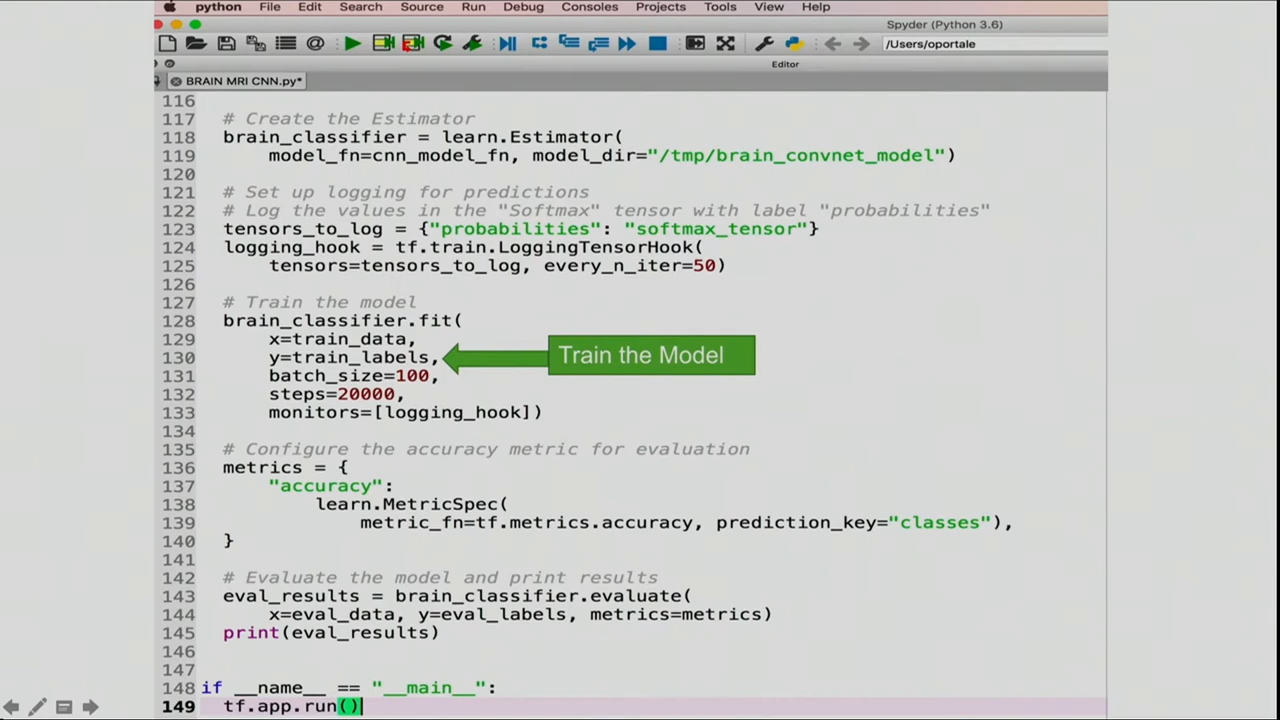 python File Edit Search Source Run Debug Consoles Projects Tools View Help
Spyder (Python 3.6)
/Users/oportale
Editor
BRAIN MRI CNN.py*
116
117 # Create the Estimator
118 brain_classifier = learn.Estimator(
119 model_fn=cnn_model_fn, model_dir="/tmp/brain_convnet_model")
120
121 # Set up logging for predictions
122 # Log the values in the "Softmax" tensor with label "probabilities"
123 tensors_to_log = {"probabilities": "softmax_tensor"}
124 logging_hook = tf.train.LoggingTensorHook(
125 tensors=tensors_to_log, every_n_iter=50)
126
127 # Train the model
128 brain_classifier.fit(
129 x=train_data,
130 y=train_labels,
Train the Model
131 batch_size=100,
132 steps=20000,
133 monitors=[logging_hook])
134
135 # Configure the accuracy metric for evaluation
136 metrics = {
137 "accuracy":
138 learn.MetricSpec(
139 metric_fn=tf.metrics.accuracy, prediction_key="classes"),
140 }
141
142 # Evaluate the model and print results
143 eval_results = brain_classifier.evaluate(
144 x=eval_data, y=eval_labels, metrics=metrics)
145 print(eval_results)
146
147
148 if __name__ == "__main__":
149 tf.app.run()